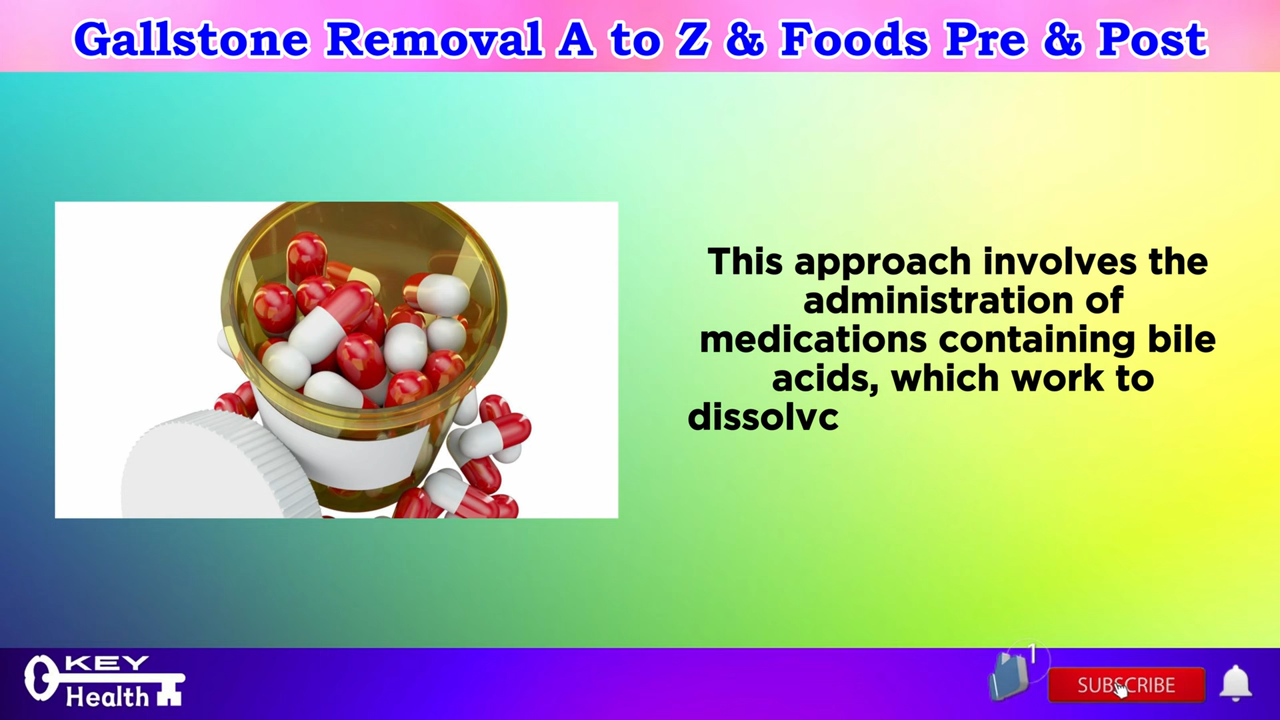 Gallstone Removal A to Z & Foods Pre & Post
This approach involves the
administration of
medications containing bile
acids, which work to
dissolvc
KEY
Health
1
SUBSCRIBE